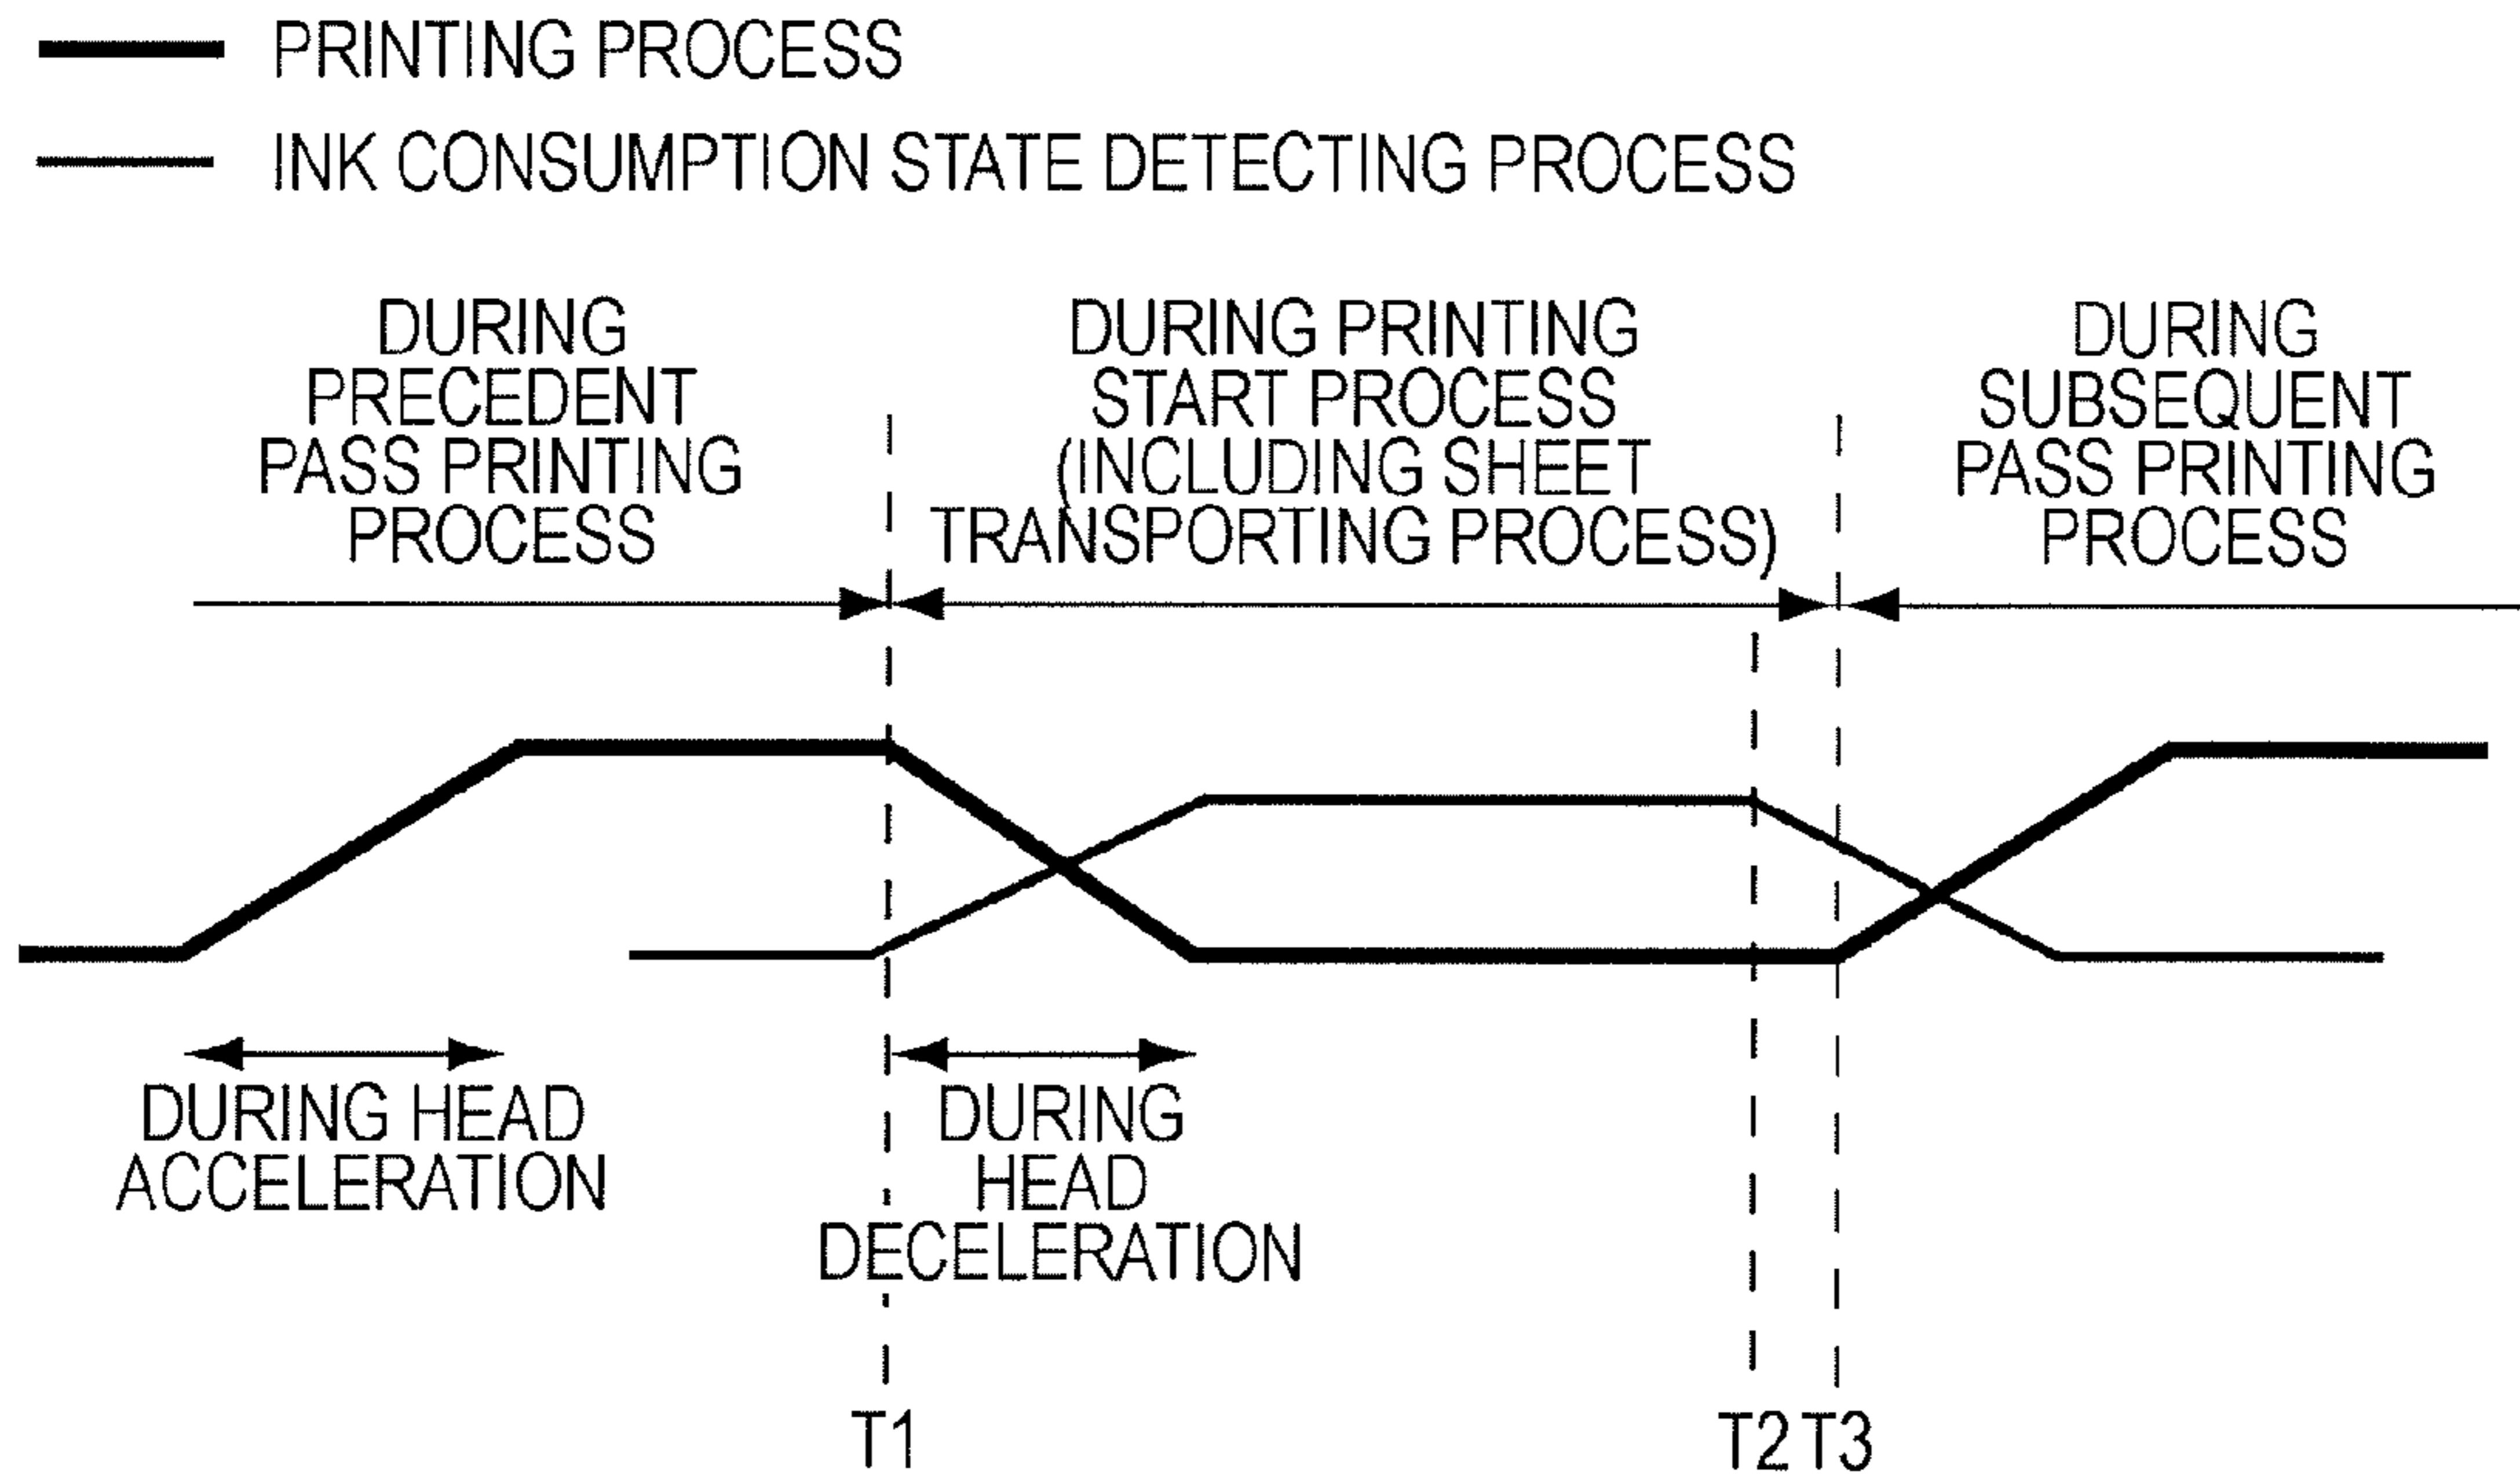 PRINTING PROCESS
INK CONSUMPTION STATE DETECTING PROCESS
DURING
PRECEDENT
PASS PRINTING
PROCESS
DURING PRINTING
START PROCESS
(INCLUDING SHEET
TRANSPORTING PROCESS)
DURING
SUBSEQUENT
PASS PRINTING
PROCESS
DURING HEAD
ACCELERATION
DURING
HEAD
DECELERATION
T1
T2 T3